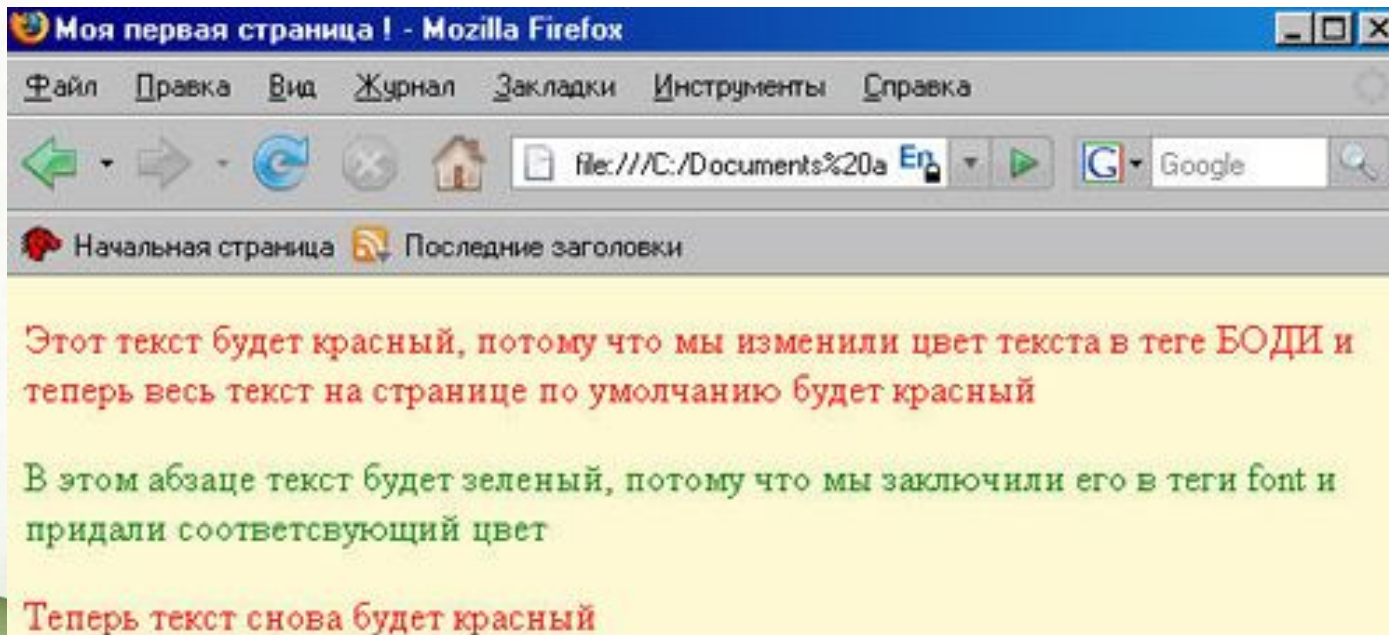 Моя первая страница ! - Mozilla Firefox
Файл Правка Вид Журнал Закладки Инструменты Справка
file:///C:/Documents%20a En G Google
Начальная страница Последние заголовки
Этот текст будет красный, потому что мы изменили цвет текста в теге БОДИ и
теперь весь текст на странице по умолчанию будет красный
В этом абзаце текст будет зеленый, потому что мы заключили его в теги font и
придали соответсвующий цвет
Теперь текст снова будет красный